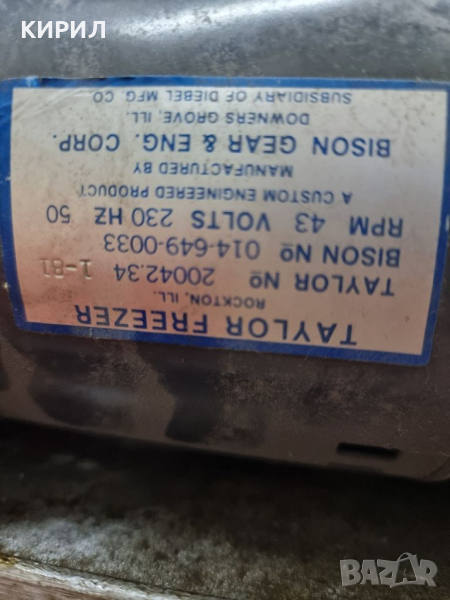 КИРИЛ
TAYLOR FREEZER
ROCKTON, ILL.
TAYLOR Nº 20042.34 1-81
BISON Nº 014-649-0033
RPM 43 VOLTS 230 HZ 50
A CUSTOM ENGINEERED PRODUCT
MANUFACTURED BY
BISON GEAR & ENG. CORP.
DOWNERS GROVE, ILL.
SUBSIDIARY OF DIEBEL MFG. CO.
BAZAR